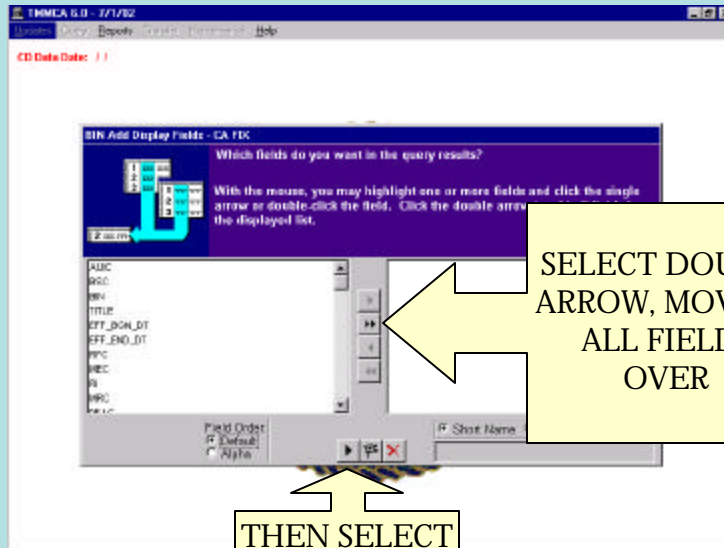 TMMCA 6.0 - 7/1/02
Updates Query Reports Transfer Maintenance Help
CD Data Date: / /
BIN Add Display Fields - CA FIX
Which fields do you want in the query results?
With the mouse, you may highlight one or more fields and click the single
arrow or double-click the field. Click the double arrow
the displayed list.
AUIC
BSC
BIN
TITLE
EFF_BGN_DT
EFF_END_DT
MEC
RI
MRC
Field Order:
Default
Alpha
Short Name
SELECT DOU
ARROW, MOV
ALL FIELD
OVER
THEN SELECT